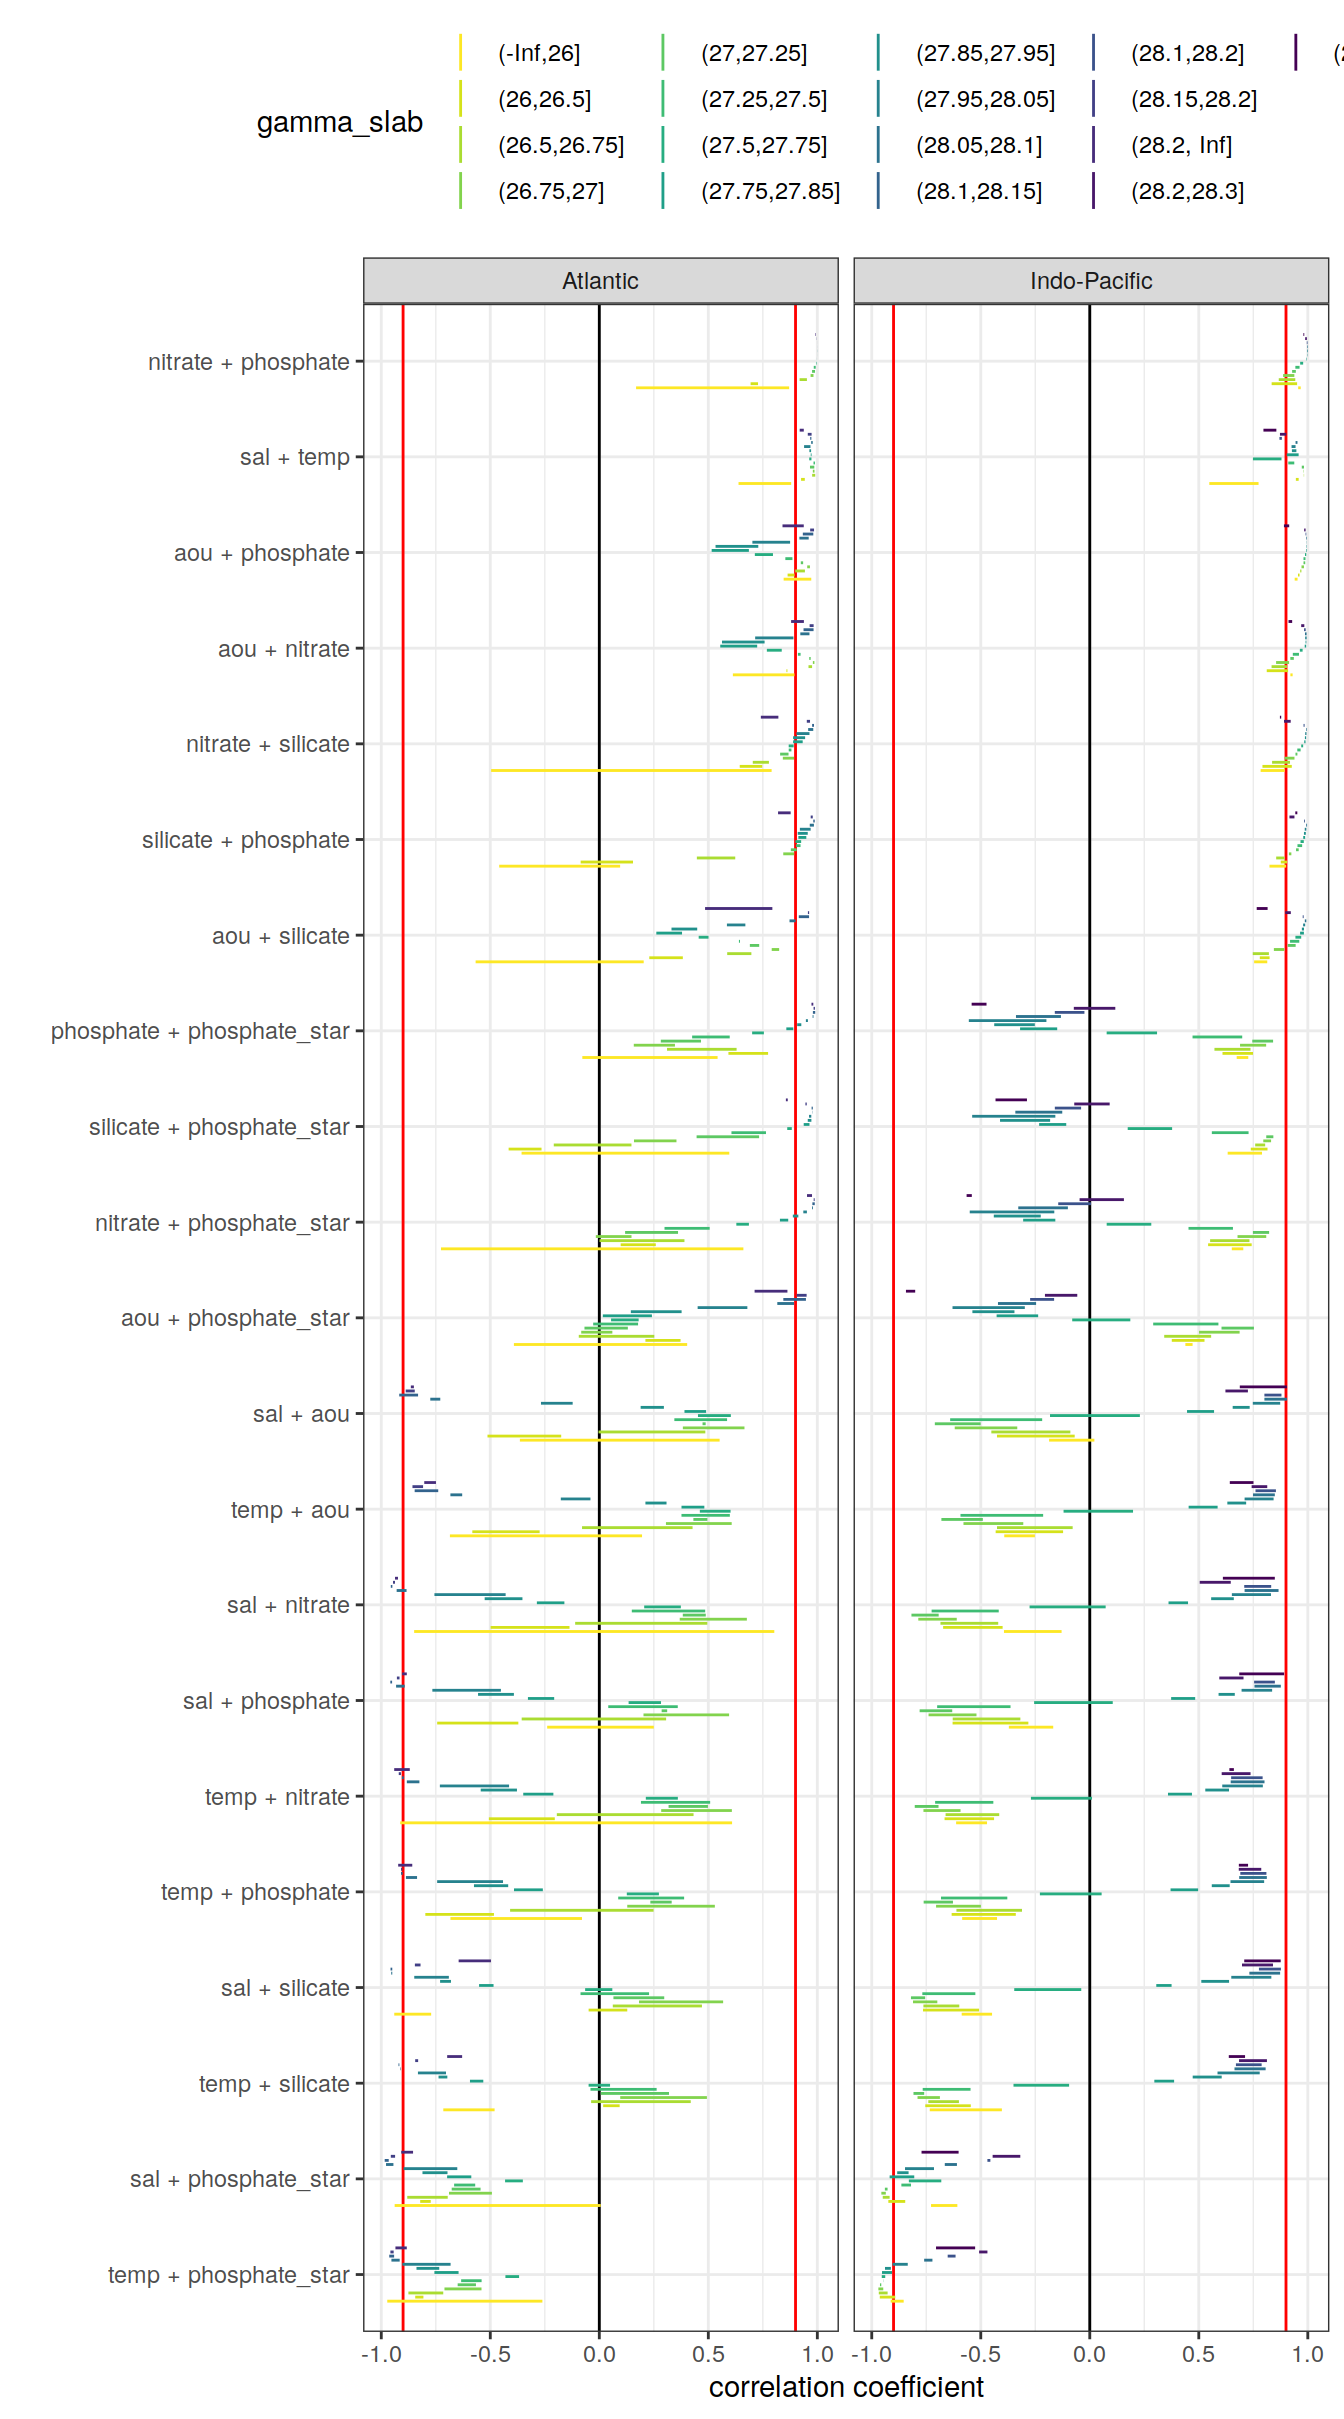 gamma_slab
(-Inf,26] (27,27.25] (27.85,27.95] (28.1,28.2] (2
(26,26.5] (27.25,27.5] (27.95,28.05] (28.15,28.2]
(26.5,26.75] (27.5,27.75] (28.05,28.1] (28.2, Inf]
(26.75,27] (27.75,27.85] (28.1,28.15] (28.2,28.3]
Atlantic Indo-Pacific
nitrate + phosphate
sal + temp
aou + phosphate
aou + nitrate
nitrate + silicate
silicate + phosphate
aou + silicate
phosphate + phosphate_star
silicate + phosphate_star
nitrate + phosphate_star
aou + phosphate_star
sal + aou
temp + aou
sal + nitrate
sal + phosphate
temp + nitrate
temp + phosphate
sal + silicate
temp + silicate
sal + phosphate_star
temp + phosphate_star
-1.0 -0.5 0.0 0.5 1.0 -1.0 -0.5 0.0 0.5 1.0
correlation coefficient